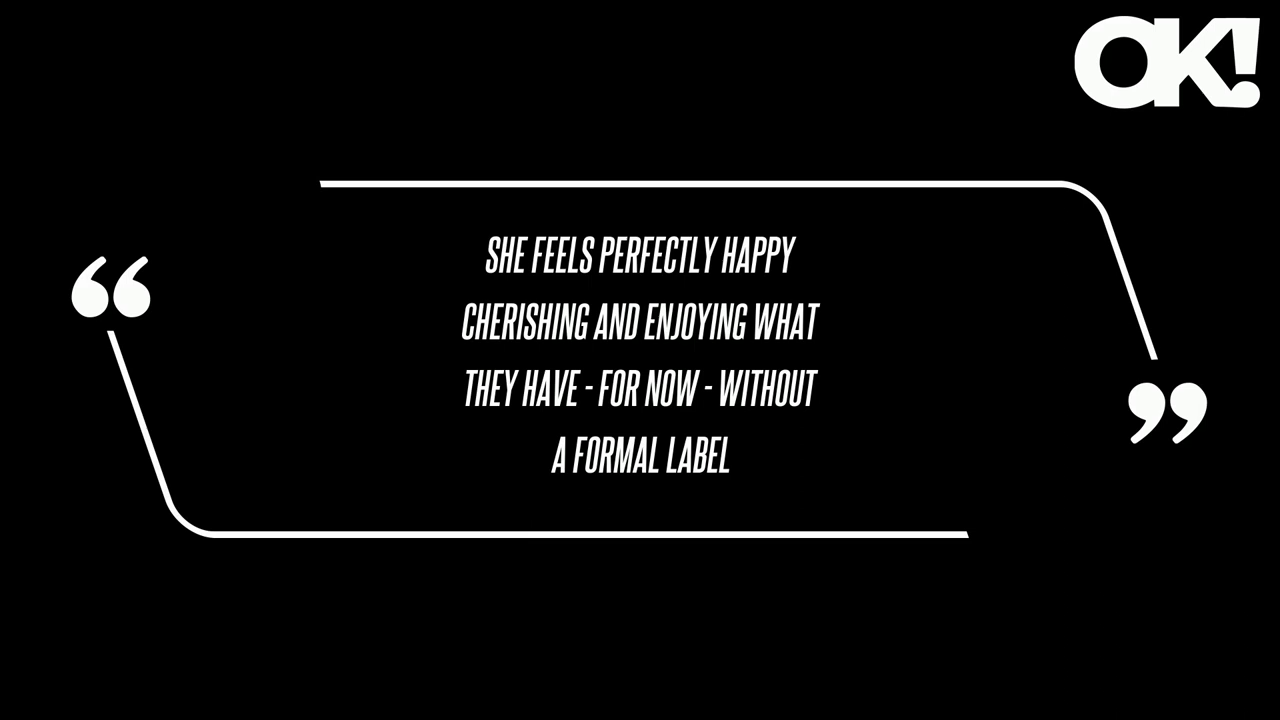 OK!
“
SHE FEELS PERFECTLY HAPPY
CHERISHING AND ENJOYING WHAT
THEY HAVE - FOR NOW - WITHOUT
A FORMAL LABEL
”